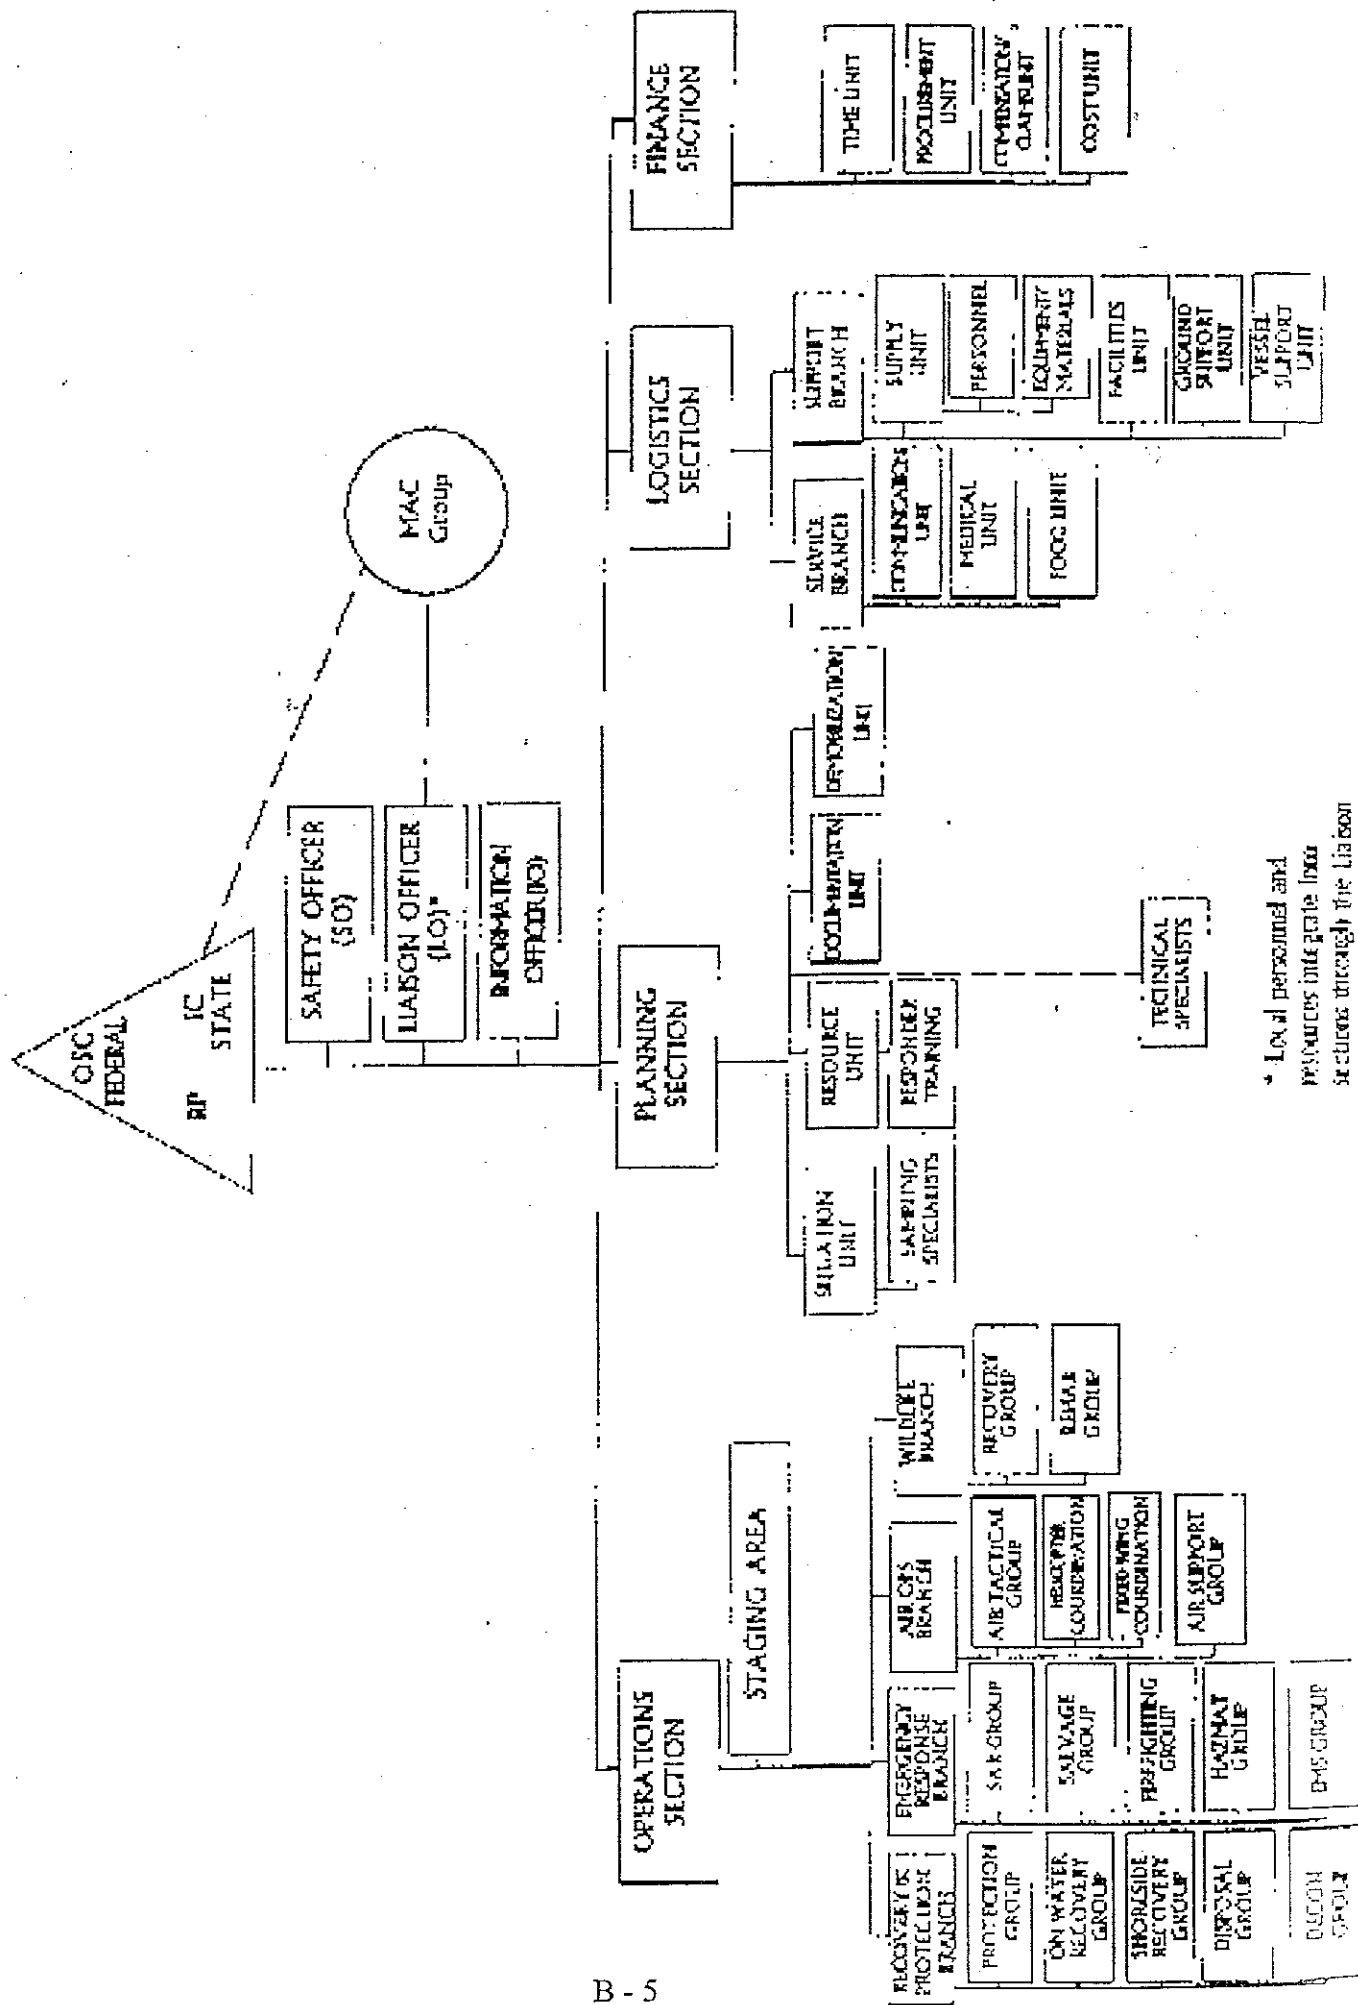 OSC
FEDERAL
RP
IC
STATE
SAFETY OFFICER
(SO)
LIAISON OFFICER
(LO)*
INFORMATION
OFFICER (IO)
MAC
Group
OPERATIONS
SECTION
STAGING AREA
RECOVERY &
PROTECTION
BRANCH
PROTECTION
GROUP
ON WATER
RECOVERY
GROUP
SHORESIDE
RECOVERY
GROUP
DISPOSAL
GROUP
DECON
GROUP
EMERGENCY
RESPONSE
BRANCH
SAR GROUP
SALVAGE
GROUP
FIREFIGHTING
GROUP
HAZMAT
GROUP
EMS GROUP
AIR OPS
BRANCH
AIR TACTICAL
GROUP
HELICOPTER
COORDINATION
FIXED-WING
COORDINATION
AIR SUPPORT
GROUP
WILDLIFE
BRANCH
RECOVERY
GROUP
REHAB
GROUP
PLANNING
SECTION
SITUATION
UNIT
SAMPLING
SPECIALISTS
RESOURCE
UNIT
RESPONDER
TRAINING
DOCUMENTATION
UNIT
DEMOBILIZATION
UNIT
TECHNICAL
SPECIALISTS
LOGISTICS
SECTION
SERVICE
BRANCH
COMMUNICATION
UNIT
MEDICAL
UNIT
FOOD UNIT
SUPPORT
BRANCH
SUPPLY
UNIT
PERSONNEL
EQUIPMENT/
MATERIALS
FACILITIES
UNIT
GROUND
SUPPORT
UNIT
VESSEL
SUPPORT
UNIT
FINANCE
SECTION
TIME UNIT
PROCUREMENT
UNIT
COMPENSATION/
CLAIMS UNIT
COST UNIT
* Local personnel and
resources integrate into
sections through the Liaison
B - 5